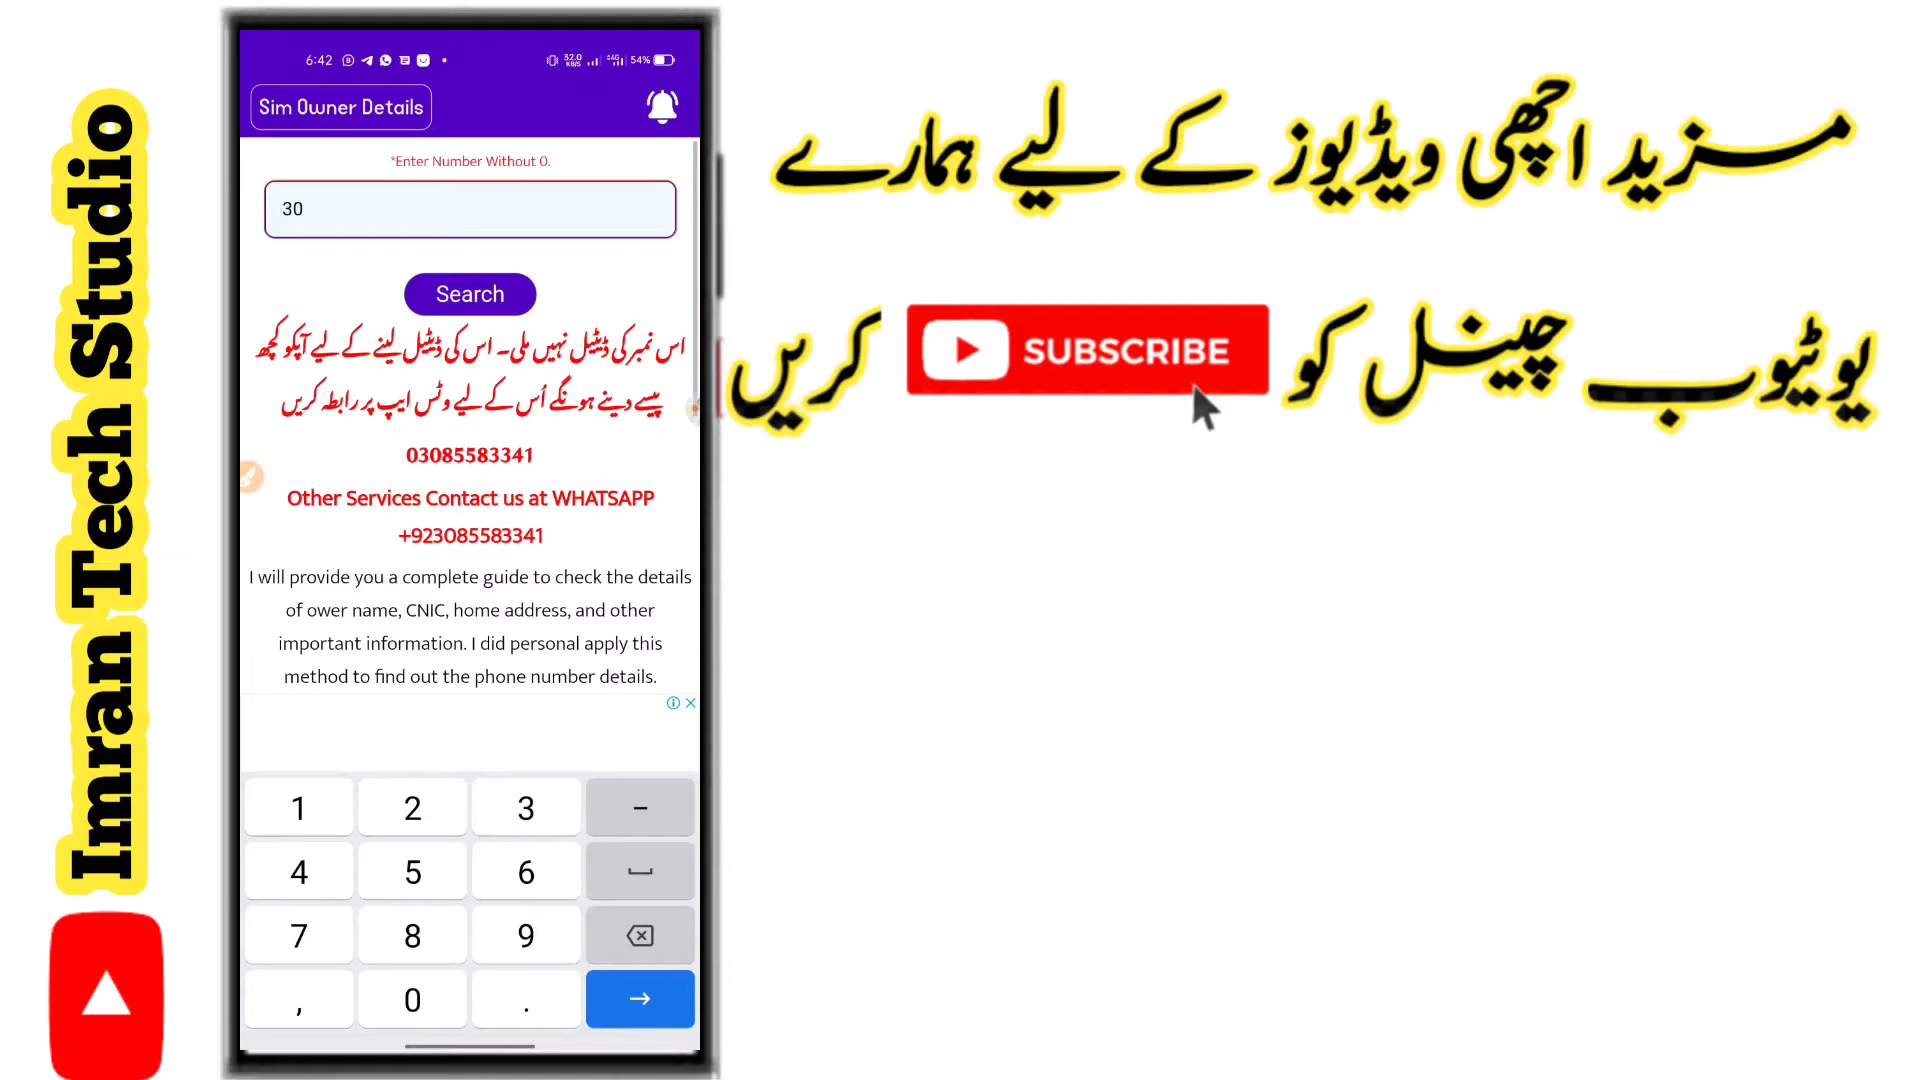 Imran Tech Studio
6:42
32.0 KB/S
4G
54%
Sim Owner Details
*Enter Number Without 0.
30
Search
اس نمبر کی ڈیٹیل نہیں ملی۔ اس کی ڈیٹیل لینے کے لیے آپکو کچھ
پیسے دینے ہونگے اُس کے لیے وٹس ایپ پر رابطہ کریں
03085583341
Other Services Contact us at WHATSAPP
+923085583341
I will provide you a complete guide to check the details
of ower name, CNIC, home address, and other
important information. I did personal apply this
method to find out the phone number details.
1 2 3 -
4 5 6
7 8 9
, 0 .
مزید اچھی ویڈیوز کے لیے ہمارے
یوٹیوب چینل کو SUBSCRIBE کریں